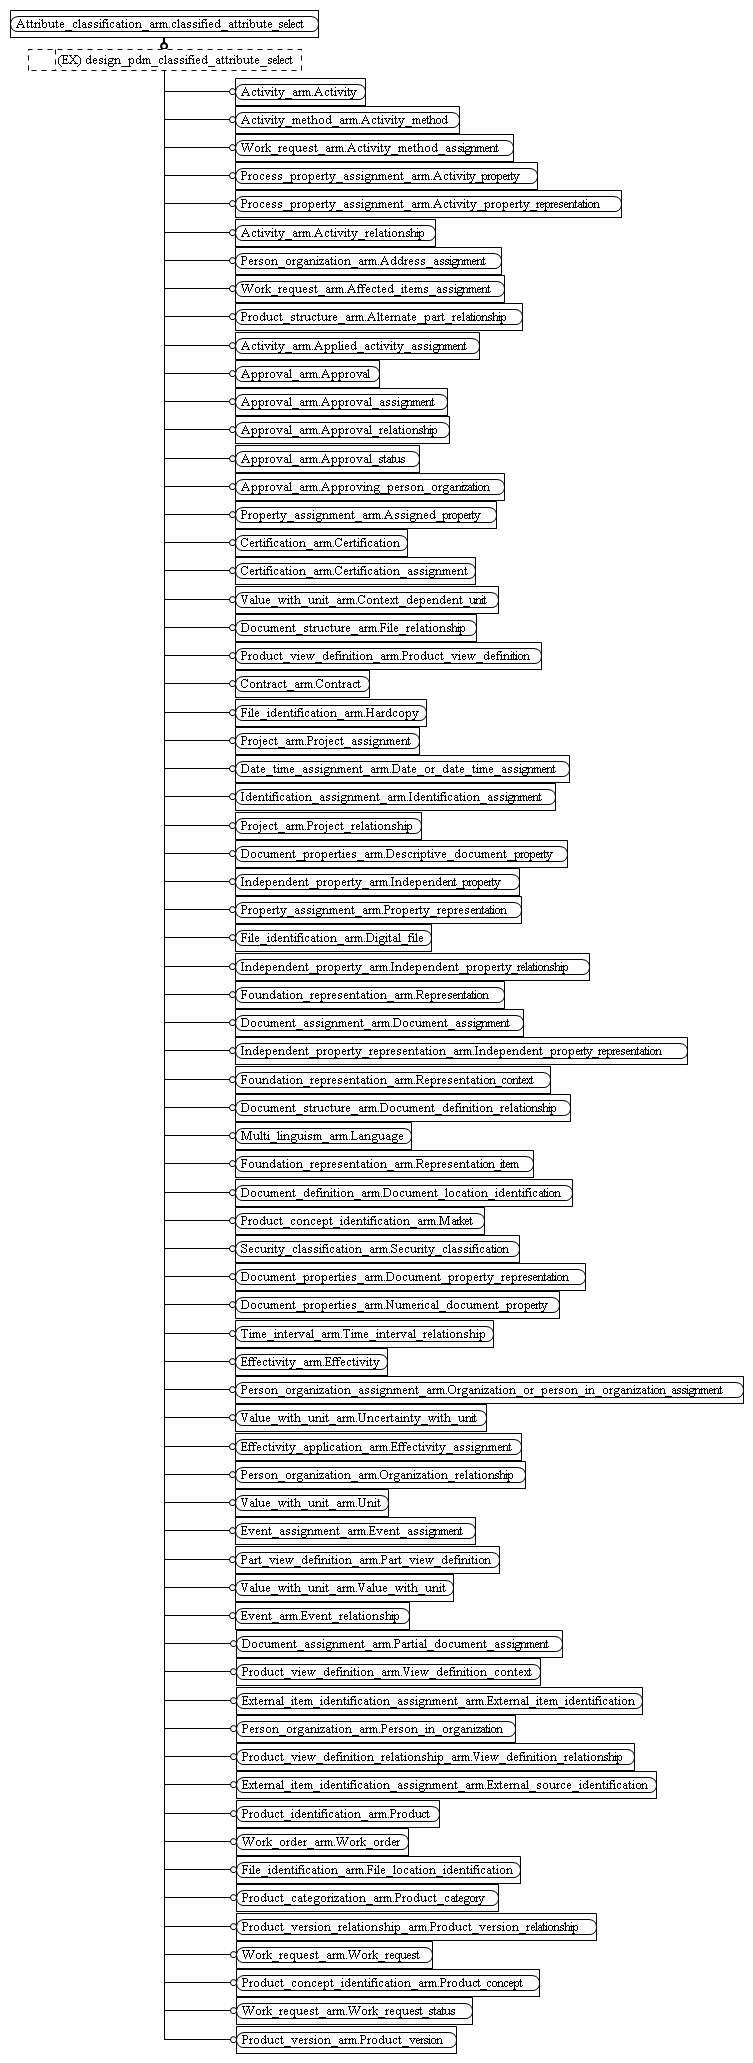 Attribute_classification_arm.classified_attribute_select
(EX) design_pdm_classified_attribute_select
Activity_arm.Activity
Activity_method_arm.Activity_method
Work_request_arm.Activity_method_assignment
Process_property_assignment_arm.Activity_property
Process_property_assignment_arm.Activity_property_representation
Activity_arm.Activity_relationship
Person_organization_arm.Address_assignment
Work_request_arm.Affected_items_assignment
Product_structure_arm.Alternate_part_relationship
Activity_arm.Applied_activity_assignment
Approval_arm.Approval
Approval_arm.Approval_assignment
Approval_arm.Approval_relationship
Approval_arm.Approval_status
Approval_arm.Approving_person_organization
Property_assignment_arm.Assigned_property
Certification_arm.Certification
Certification_arm.Certification_assignment
Value_with_unit_arm.Context_dependent_unit
Document_structure_arm.File_relationship
Product_view_definition_arm.Product_view_definition
Contract_arm.Contract
File_identification_arm.Hardcopy
Project_arm.Project_assignment
Date_time_assignment_arm.Date_or_date_time_assignment
Identification_assignment_arm.Identification_assignment
Project_arm.Project_relationship
Document_properties_arm.Descriptive_document_property
Independent_property_arm.Independent_property
Property_assignment_arm.Property_representation
File_identification_arm.Digital_file
Independent_property_arm.Independent_property_relationship
Foundation_representation_arm.Representation
Document_assignment_arm.Document_assignment
Independent_property_representation_arm.Independent_property_representation
Foundation_representation_arm.Representation_context
Document_structure_arm.Document_definition_relationship
Multi_linguism_arm.Language
Foundation_representation_arm.Representation_item
Document_definition_arm.Document_location_identification
Product_concept_identification_arm.Market
Security_classification_arm.Security_classification
Document_properties_arm.Document_property_representation
Document_properties_arm.Numerical_document_property
Time_interval_arm.Time_interval_relationship
Effectivity_arm.Effectivity
Person_organization_assignment_arm.Organization_or_person_in_organization_assignment
Value_with_unit_arm.Uncertainty_with_unit
Effectivity_application_arm.Effectivity_assignment
Person_organization_arm.Organization_relationship
Value_with_unit_arm.Unit
Event_assignment_arm.Event_assignment
Part_view_definition_arm.Part_view_definition
Value_with_unit_arm.Value_with_unit
Event_arm.Event_relationship
Document_assignment_arm.Partial_document_assignment
Product_view_definition_arm.View_definition_context
External_item_identification_assignment_arm.External_item_identification
Person_organization_arm.Person_in_organization
Product_view_definition_relationship_arm.View_definition_relationship
External_item_identification_assignment_arm.External_source_identification
Product_identification_arm.Product
Work_order_arm.Work_order
File_identification_arm.File_location_identification
Product_categorization_arm.Product_category
Product_version_relationship_arm.Product_version_relationship
Work_request_arm.Work_request
Product_concept_identification_arm.Product_concept
Work_request_arm.Work_request_status
Product_version_arm.Product_version